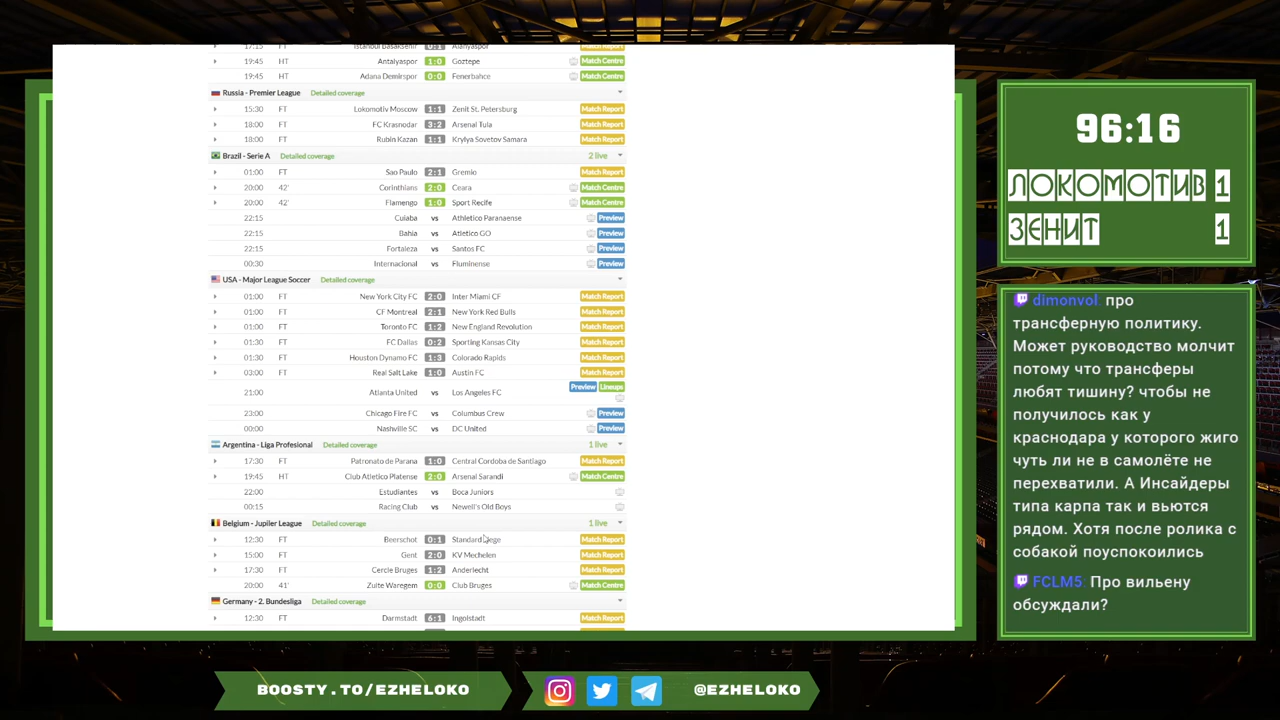 17:15 FT Istanbul Basaksehir 0:1 Alanyaspor Match Report
19:45 HT Antalyaspor 1:0 Goztepe Match Centre
19:45 HT Adana Demirspor 0:0 Fenerbahce Match Centre
Russia - Premier League Detailed coverage
15:30 FT Lokomotiv Moscow 1:1 Zenit St. Petersburg Match Report
18:00 FT FC Krasnodar 3:2 Arsenal Tula Match Report
18:00 FT Rubin Kazan 1:1 Krylya Sovetov Samara Match Report
Brazil - Serie A Detailed coverage 2 live
01:00 FT Sao Paulo 2:1 Gremio Match Report
20:00 42' Corinthians 2:0 Ceara Match Centre
20:00 42' Flamengo 1:0 Sport Recife Match Centre
22:15 Cuiaba vs Athletico Paranaense Preview
22:15 Bahia vs Atletico GO Preview
22:15 Fortaleza vs Santos FC Preview
00:30 Internacional vs Fluminense Preview
USA - Major League Soccer Detailed coverage
01:00 FT New York City FC 2:0 Inter Miami CF Match Report
01:00 FT CF Montreal 2:1 New York Red Bulls Match Report
01:00 FT Toronto FC 1:2 New England Revolution Match Report
01:30 FT FC Dallas 0:2 Sporting Kansas City Match Report
01:30 FT Houston Dynamo FC 1:3 Colorado Rapids Match Report
03:00 FT Real Salt Lake 1:0 Austin FC Match Report
21:00 Atlanta United vs Los Angeles FC Preview Lineups
23:00 Chicago Fire FC vs Columbus Crew Preview
00:00 Nashville SC vs DC United Preview
Argentina - Liga Profesional Detailed coverage 1 live
17:30 FT Patronato de Parana 1:0 Central Cordoba de Santiago Match Report
19:45 HT Club Atletico Platense 2:0 Arsenal Sarandi Match Centre
22:00 Estudiantes vs Boca Juniors
00:15 Racing Club vs Newell's Old Boys
Belgium - Jupiler League Detailed coverage 1 live
12:30 FT Beerschot 0:1 Standard Liege Match Report
15:00 FT Gent 2:0 KV Mechelen Match Report
17:30 FT Cercle Bruges 1:2 Anderlecht Match Report
20:00 41' Zulte Waregem 0:0 Club Bruges Match Centre
Germany - 2. Bundesliga Detailed coverage
12:30 FT Darmstadt 6:1 Ingolstadt Match Report
96:16
ЛОКОМОТИВ 1
ЗЕНИТ 1
dimonvol: про
трансферную политику.
Может руководство молчит
потому что трансферы
любят тишину? чтобы не
получилось как у
краснодара у которого жиго
чутьли не в самолёте не
перехватили. А Инсайдеры
типа карпа так и вьются
рядом. Хотя после ролика с
собакой поуспокоились
FCLM5: Про вильену
обсуждали?
BOOSTY.TO/EZHELOKO
@EZHELOKO